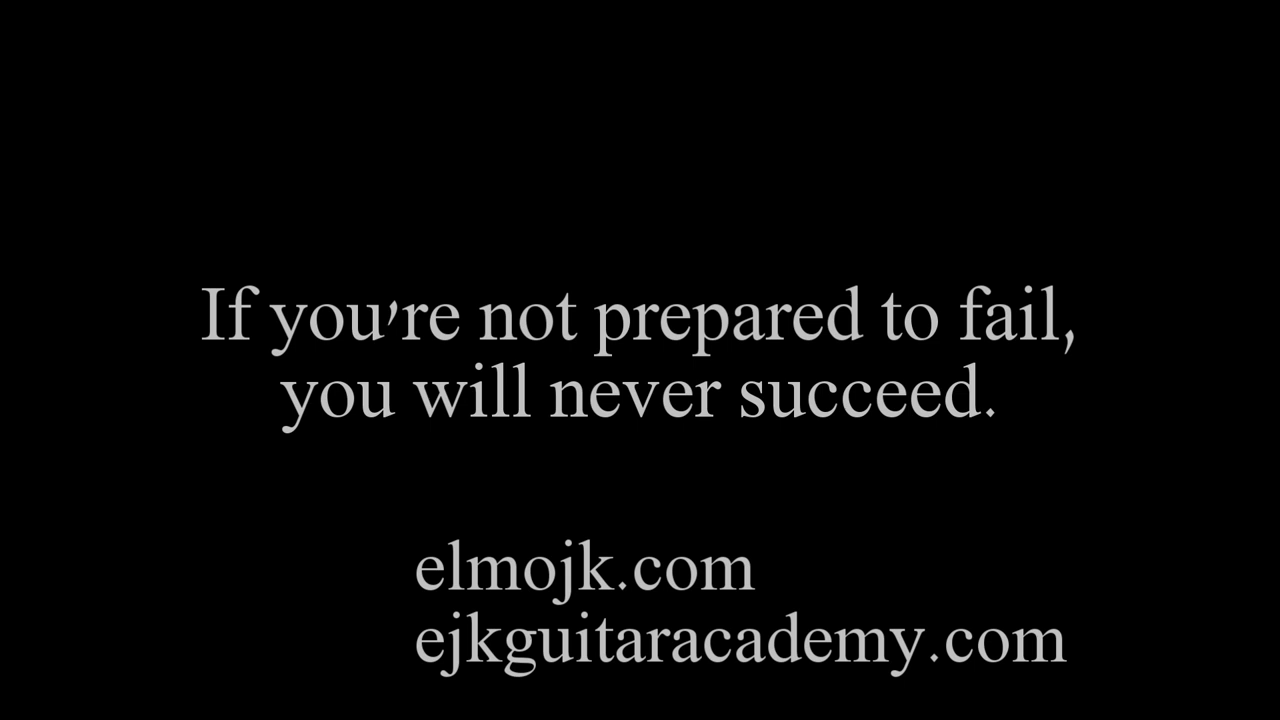 If you're not prepared to fail,
you will never succeed.
elmojk.com
ejkguitaracademy.com